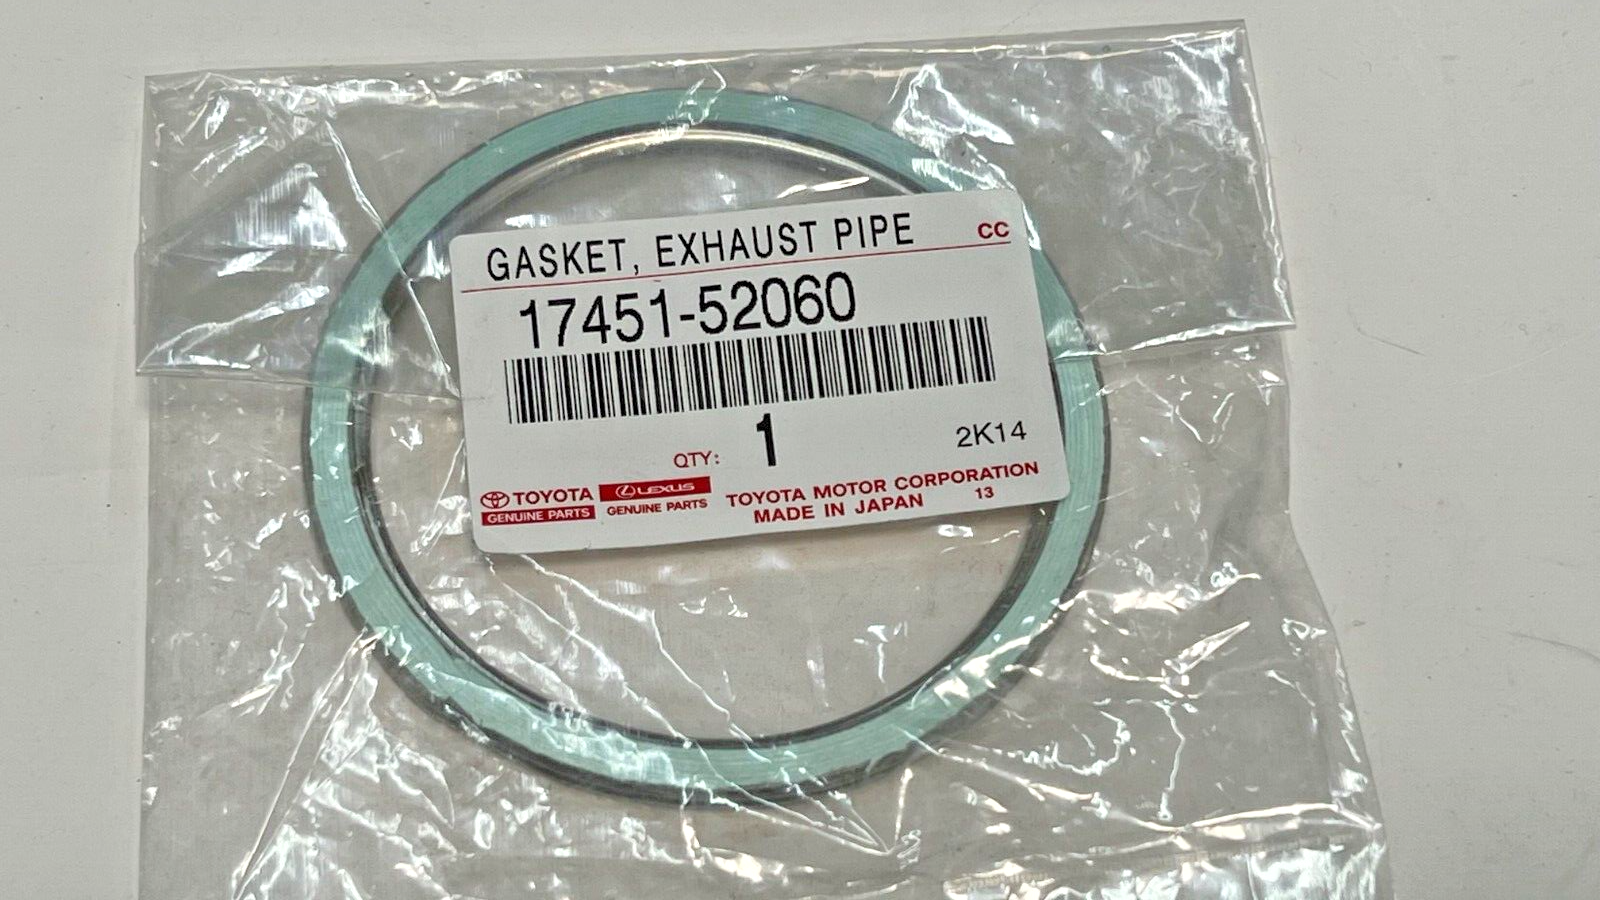 GASKET, EXHAUST PIPE CC
17451-52060
QTY: 1 2K14
TOYOTA LEXUS TOYOTA MOTOR CORPORATION
GENUINE PARTS GENUINE PARTS MADE IN JAPAN 13